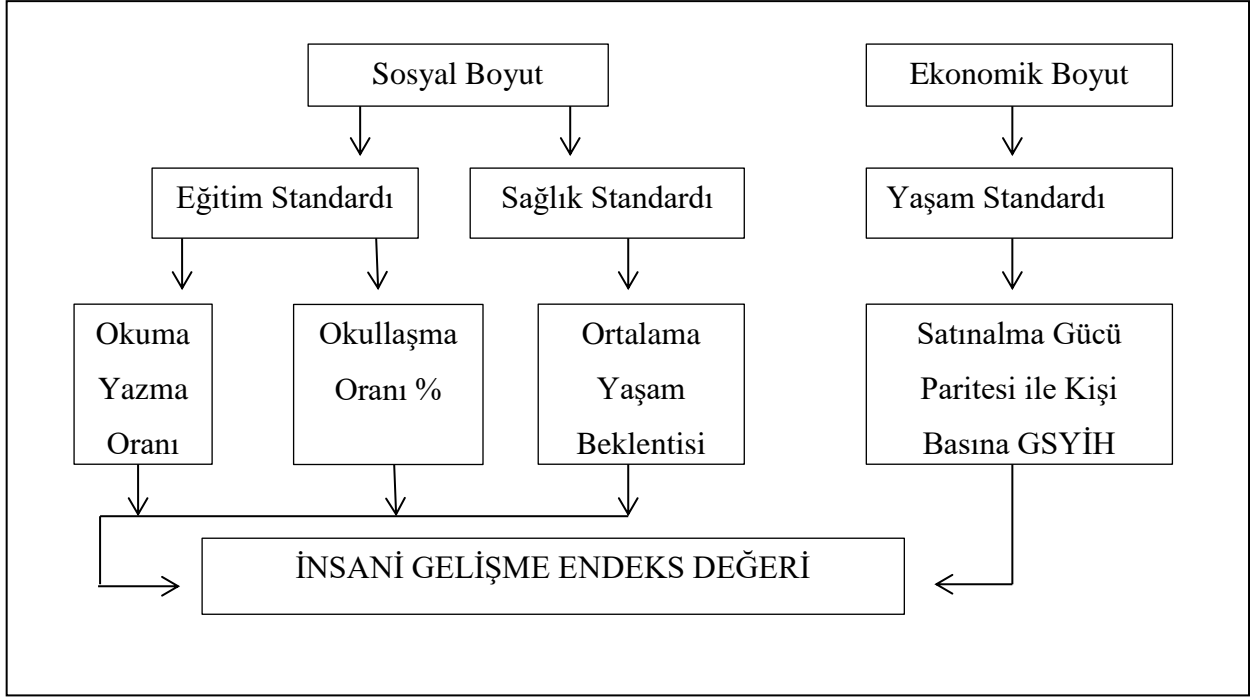 Sosyal Boyut
Ekonomik Boyut
Eğitim Standardı
Sağlık Standardı
Yaşam Standardı
Okuma
Yazma
Oranı
Okullaşma
Oranı %
Ortalama
Yaşam
Beklentisi
Satınalma Gücü
Paritesi ile Kişi
Basına GSYİH
İNSANİ GELİŞME ENDEKS DEĞERİ